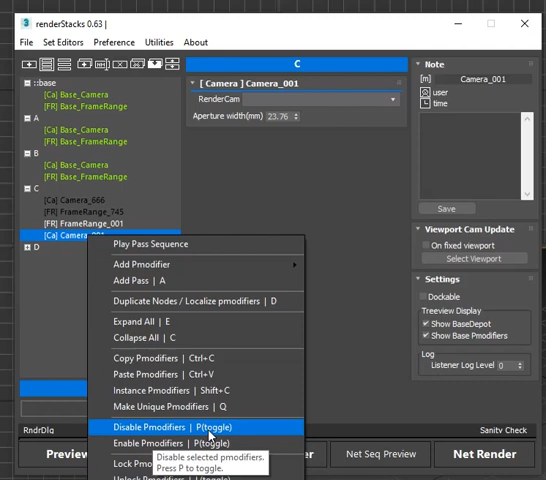 renderStacks 0.63 |
File Set Editors Preference Utilities About
::base
[Ca] Base_Camera
[FR] Base_FrameRange
A
[Ca] Base_Camera
[FR] Base_FrameRange
B
[Ca] Base_Camera
[FR] Base_FrameRange
C
[Ca] Camera_666
[FR] FrameRange_745
[FR] FrameRange_001
[Ca]
D
RndrDlg
C
[ Camera ] Camera_001
RenderCam
Aperture width(mm) 23.76
Play Pass Sequence
Add Pmodifier
Add Pass | A
Duplicate Nodes / Localize pmodifiers | D
Expand All | E
Collapse All | C
Copy Pmodifiers | Ctrl+C
Paste Pmodifiers | Ctrl+V
Instance Pmodifiers | Shift+C
Make Unique Pmodifiers | Q
Disable Pmodifiers | P(toggle)
Enable Pmodifiers | P(toggle)
Disable selected pmodifiers.
Press P to toggle.
Note
[m] Camera_001
user
time
Save
Viewport Cam Update
On fixed viewport
Select Viewport
Settings
Dockable
Treeview Display
Show BaseDepot
Show Base Pmodifiers
Log
Listener Log Level 0
Sanity Check
Net Seq Preview
Net Render